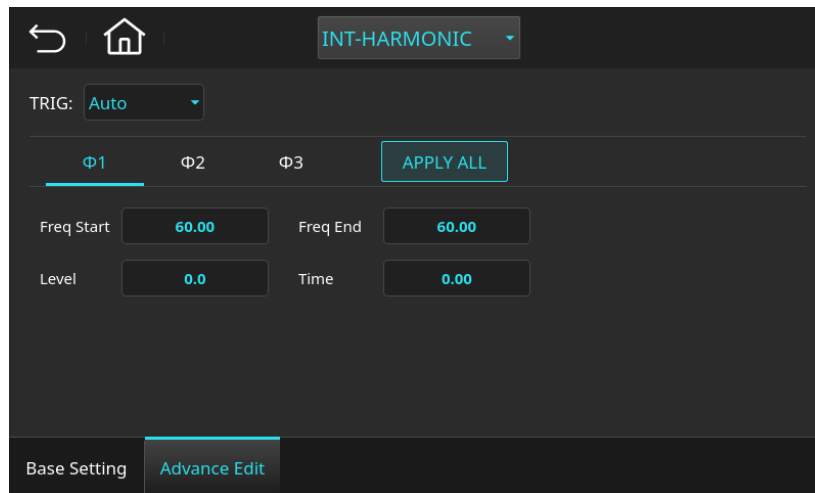 INT-HARMONIC
TRIG: Auto
Φ1 Φ2 Φ3 APPLY ALL
Freq Start 60.00 Freq End 60.00
Level 0.0 Time 0.00
Base Setting Advance Edit